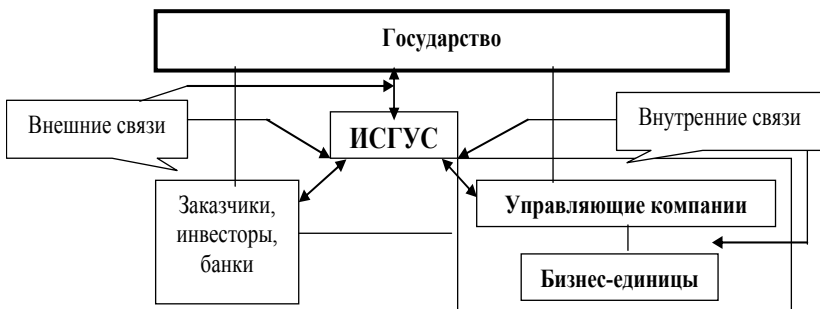 Государство
Внешние связи
ИСГУС
Внутренние связи
Заказчики,
инвесторы,
банки
Управляющие компании
Бизнес-единицы